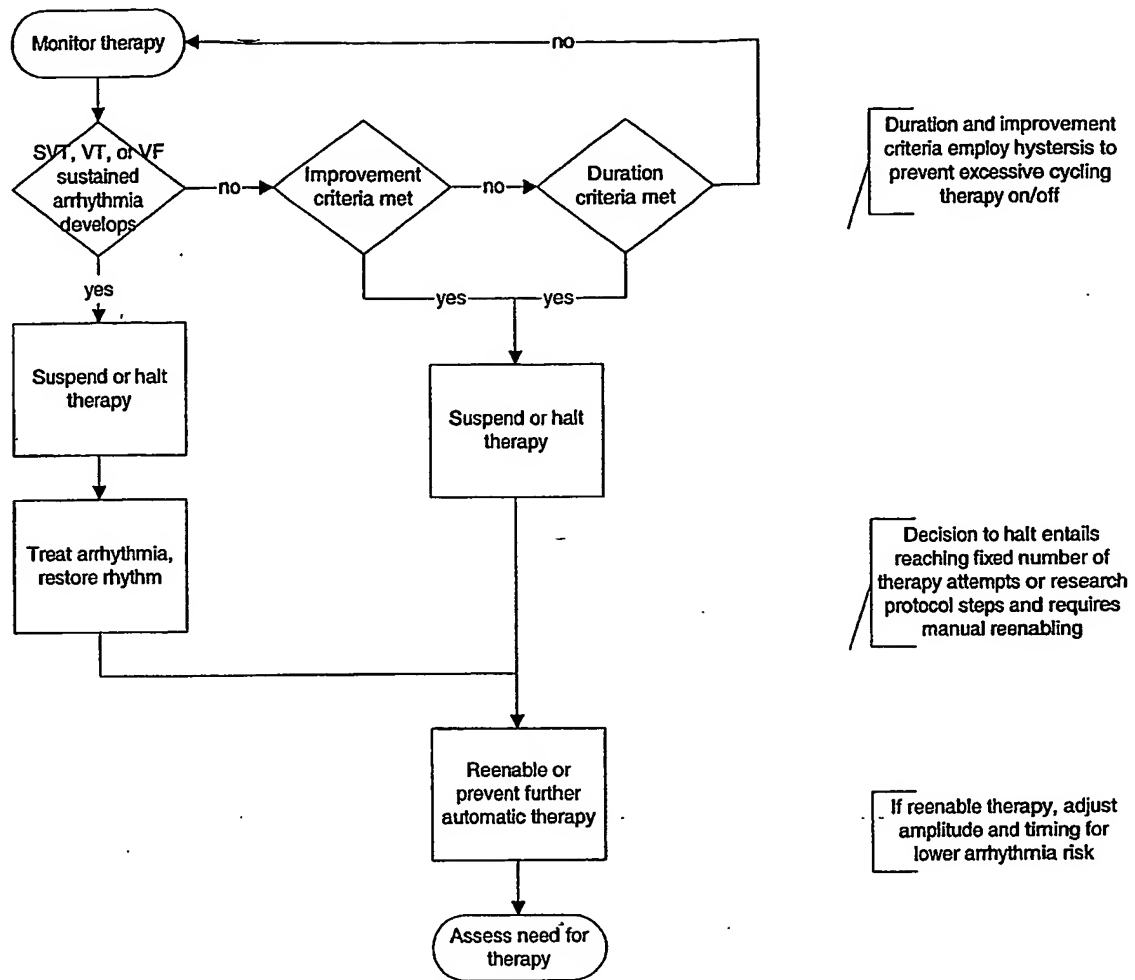 Monitor therapy
no
SVT, VT, or VF
sustained
arrhythmia
develops
no
Improvement
criteria met
no
Duration
criteria met
Duration and improvement
criteria employ hystersis to
prevent excessive cycling
therapy on/off
yes
yes
yes
Suspend or halt
therapy
Suspend or halt
therapy
Treat arrhythmia,
restore rhythm
Decision to halt entails
reaching fixed number of
therapy attempts or research
protocol steps and requires
manual reenabling
Reenable or
prevent further
automatic therapy
If reenable therapy, adjust
amplitude and timing for
lower arrhythmia risk
Assess need for
therapy